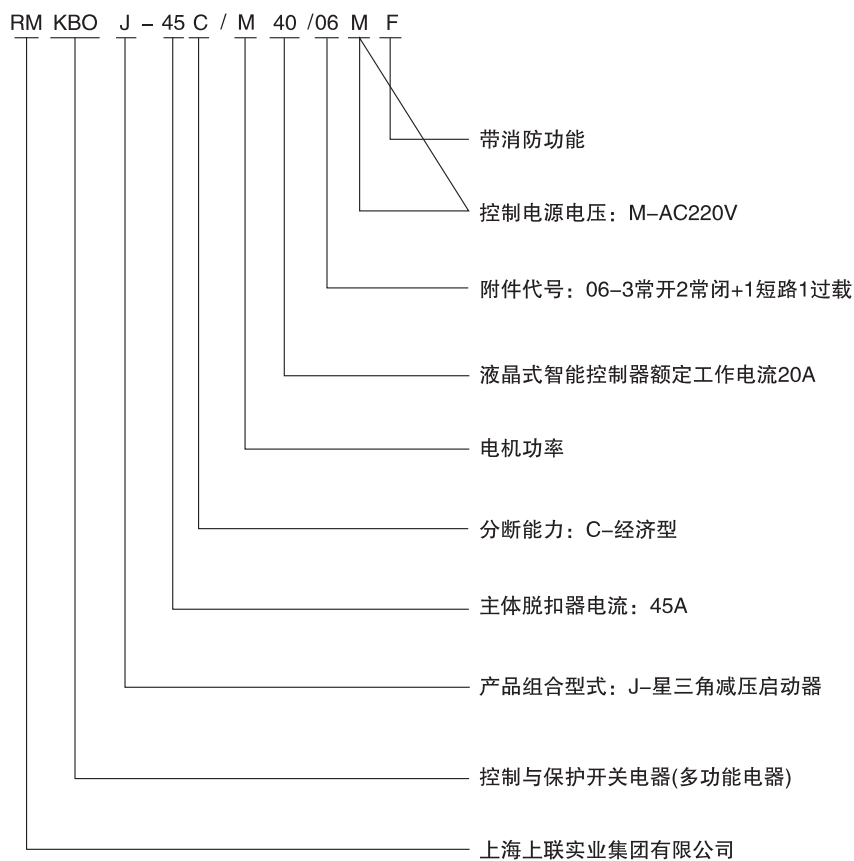 RM KBO J - 45 C / M 40 /06 M F
带消防功能
控制电源电压：M-AC220V
附件代号：06-3常开2常闭+1短路1过载
液晶式智能控制器额定工作电流20A
电机功率
分断能力：C-经济型
主体脱扣器电流：45A
产品组合型式：J-星三角减压启动器
控制与保护开关电器(多功能电器)
上海上联实业集团有限公司